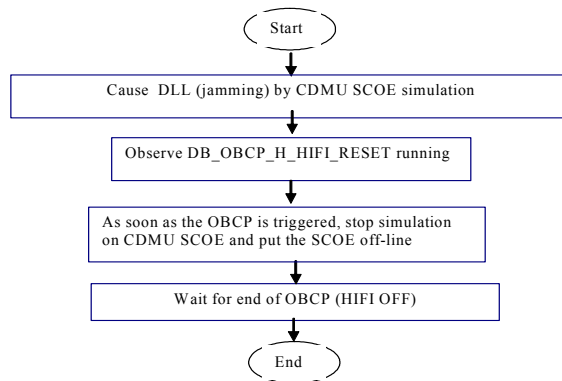 Start
Cause DLL (jamming) by CDMU SCOE simulation
Observe DB_OBCP_H_HIFI_RESET running
As soon as the OBCP is triggered, stop simulation
on CDMU SCOE and put the SCOE off-line
Wait for end of OBCP (HIFI OFF)
End